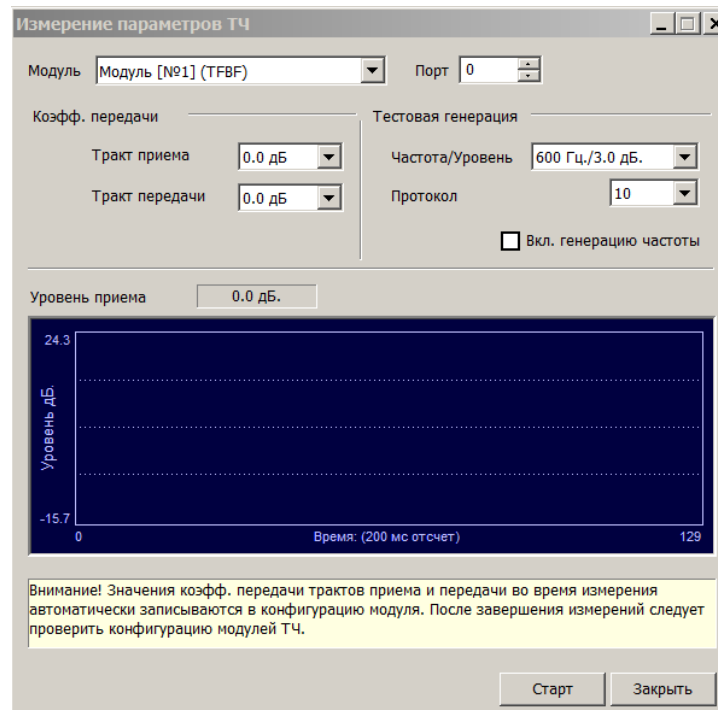 Измерение параметров ТЧ
Модуль Модуль [№1] (TFBF) Порт 0
Коэфф. передачи Тестовая генерация
Тракт приема 0.0 дБ Частота/Уровень 600 Гц./3.0 дБ.
Тракт передачи 0.0 дБ Протокол 10
Вкл. генерацию частоты
Уровень приема 0.0 дБ.
24.3
Уровень дБ.
-15.7
0 Время: (200 мс отсчет) 129
Внимание! Значения коэфф. передачи трактов приема и передачи во время измерения
автоматически записываются в конфигурацию модуля. После завершения измерений следует
проверить конфигурацию модулей ТЧ.
Старт Закрыть